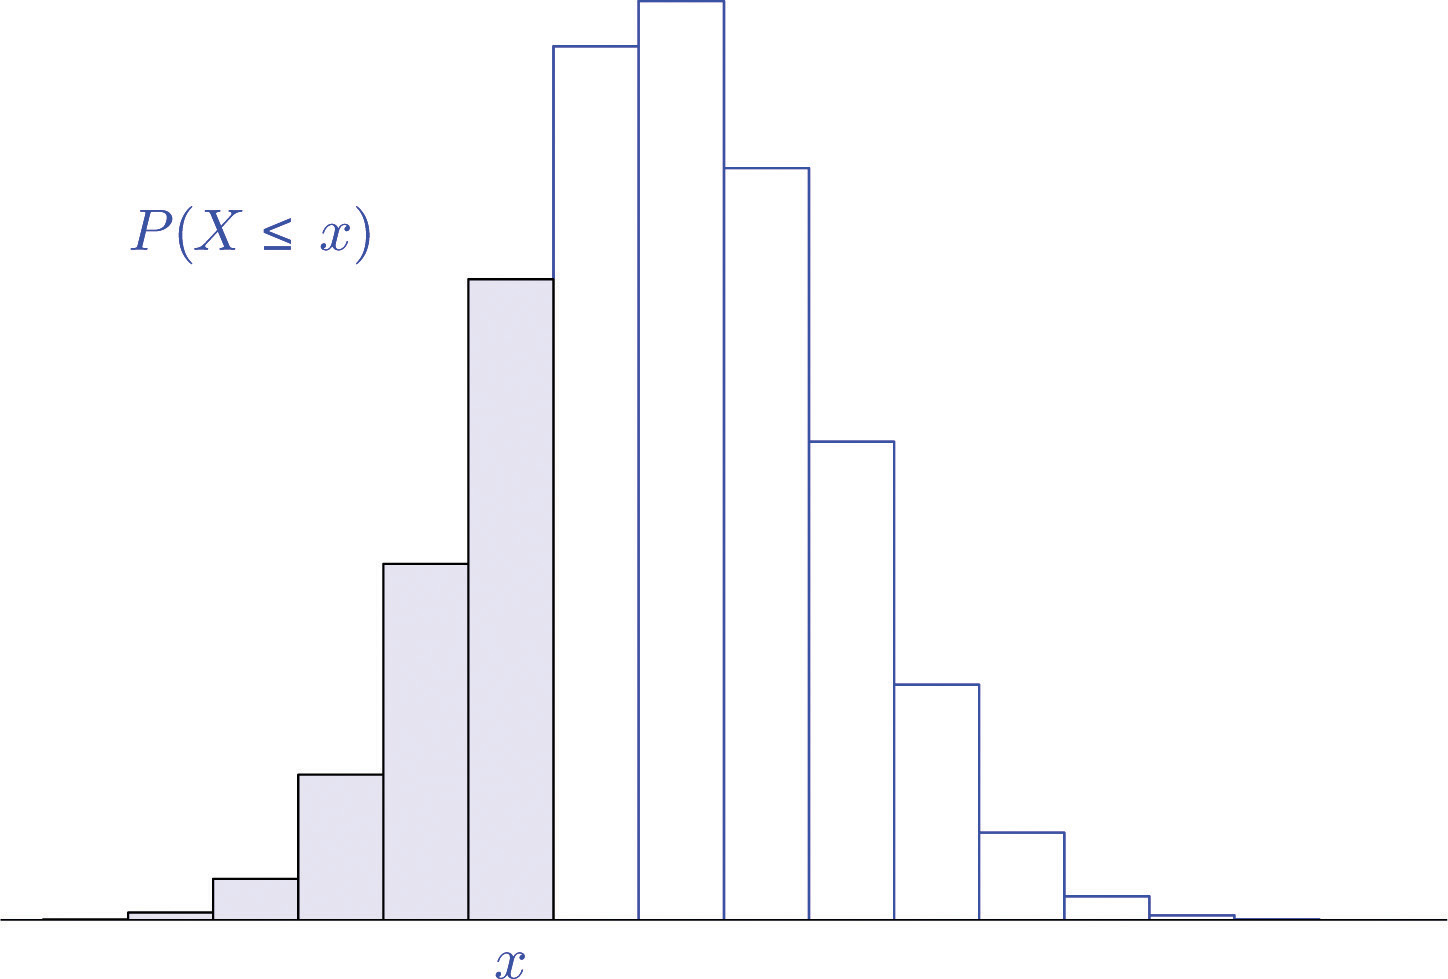 P(X ≤ x)
x